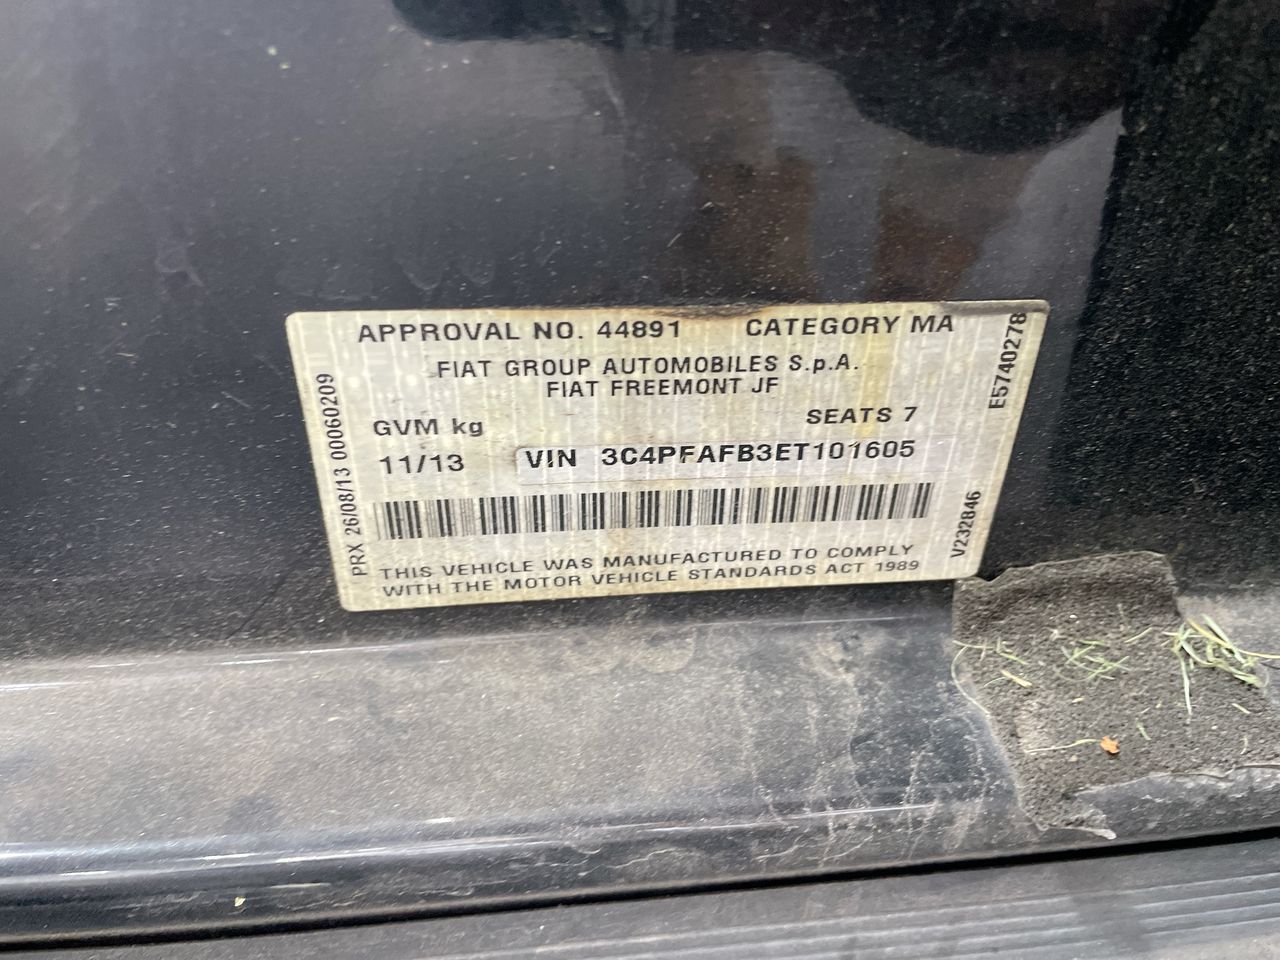 APPROVAL NO. 44891 CATEGORY MA
FIAT GROUP AUTOMOBILES S.p.A.
FIAT FREEMONT JF
GVM kg SEATS 7
11/13 VIN 3C4PFAFB3ET101605
THIS VEHICLE WAS MANUFACTURED TO COMPLY
WITH THE MOTOR VEHICLE STANDARDS ACT 1989
PRX 26/08/13 00060209
E5740278
V232846